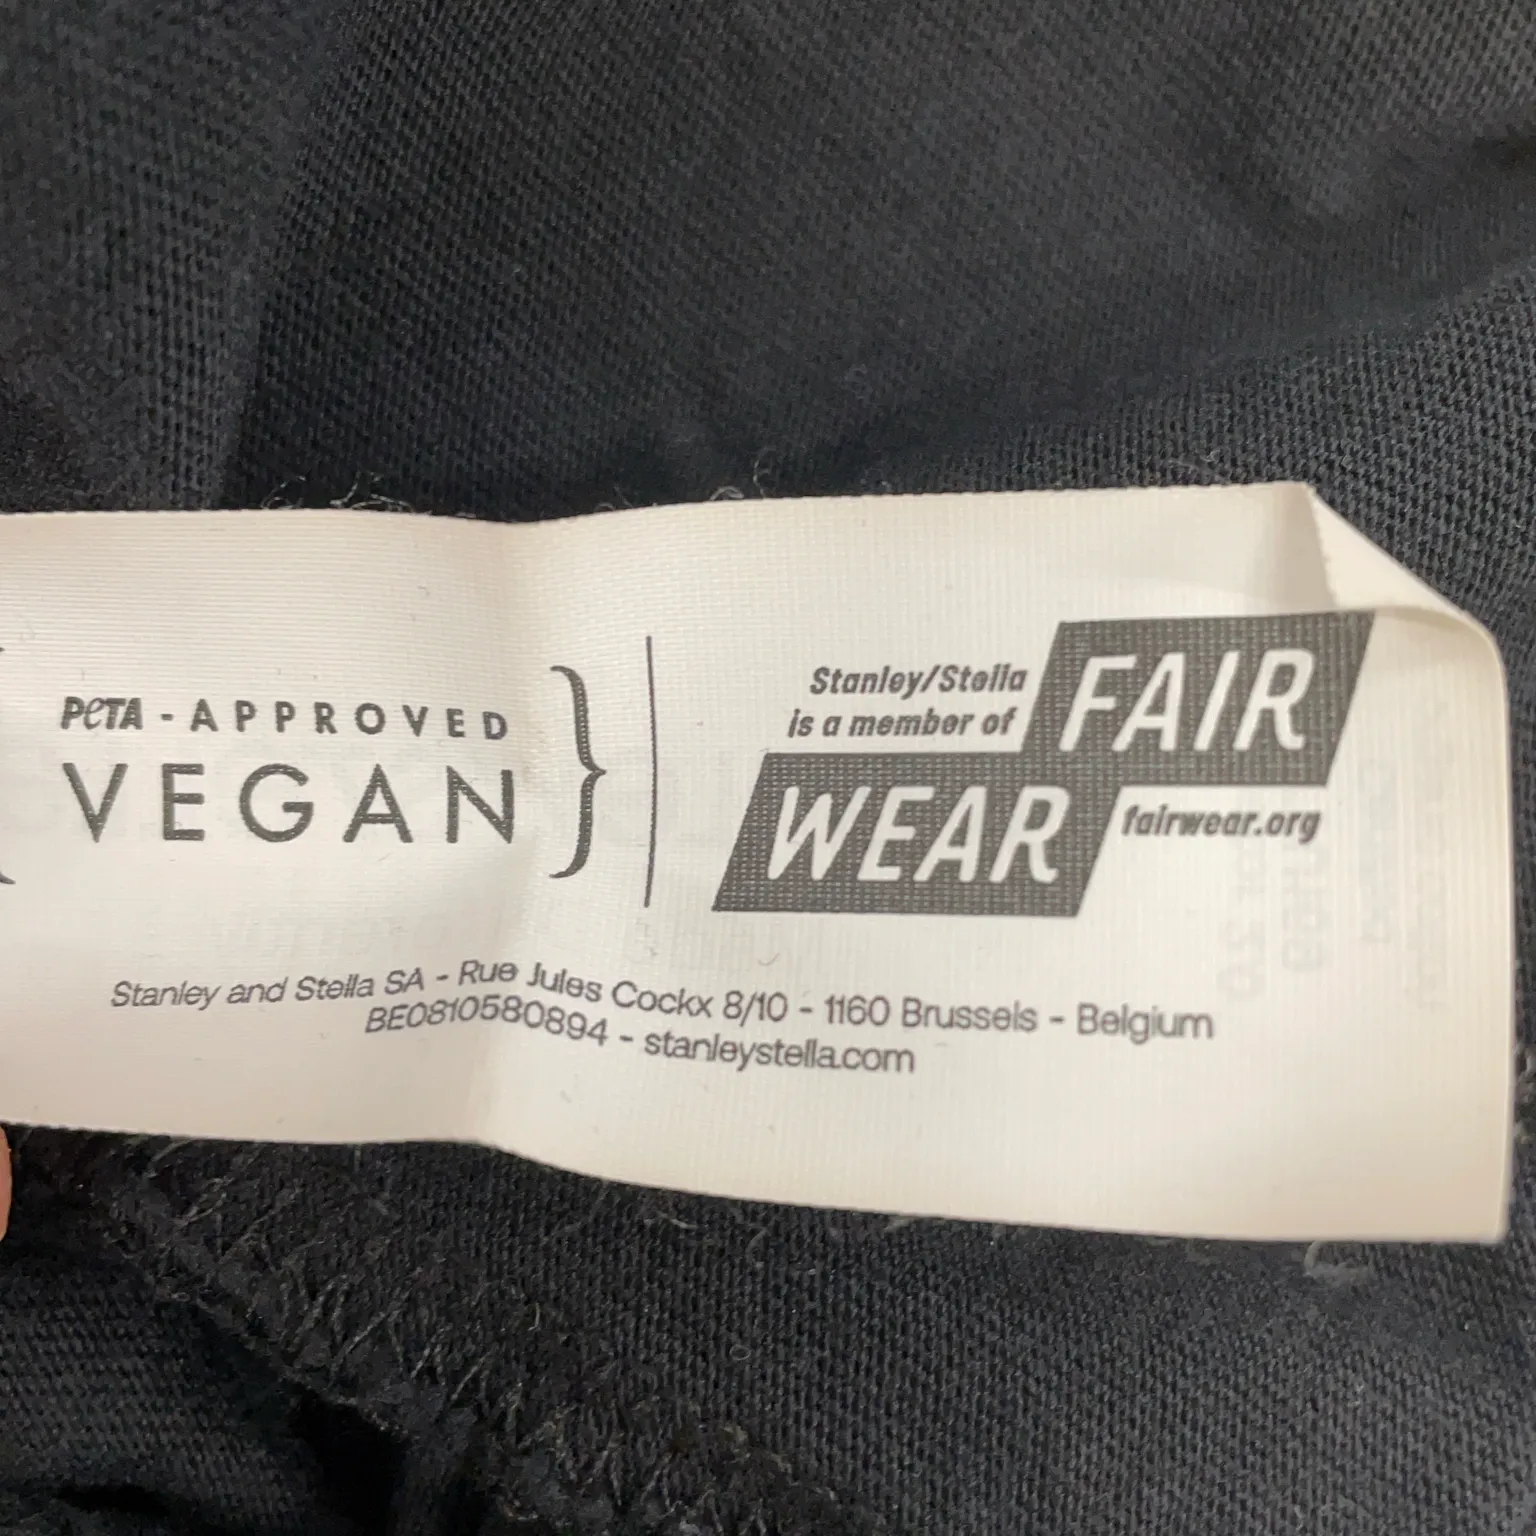 PETA - APPROVED
VEGAN
Stanley/Stella
is a member of
FAIR
WEAR
fairwear.org
Stanley and Stella SA - Rue Jules Cockx 8/10 - 1160 Brussels - Belgium
BE0810580894 - stanleystella.com